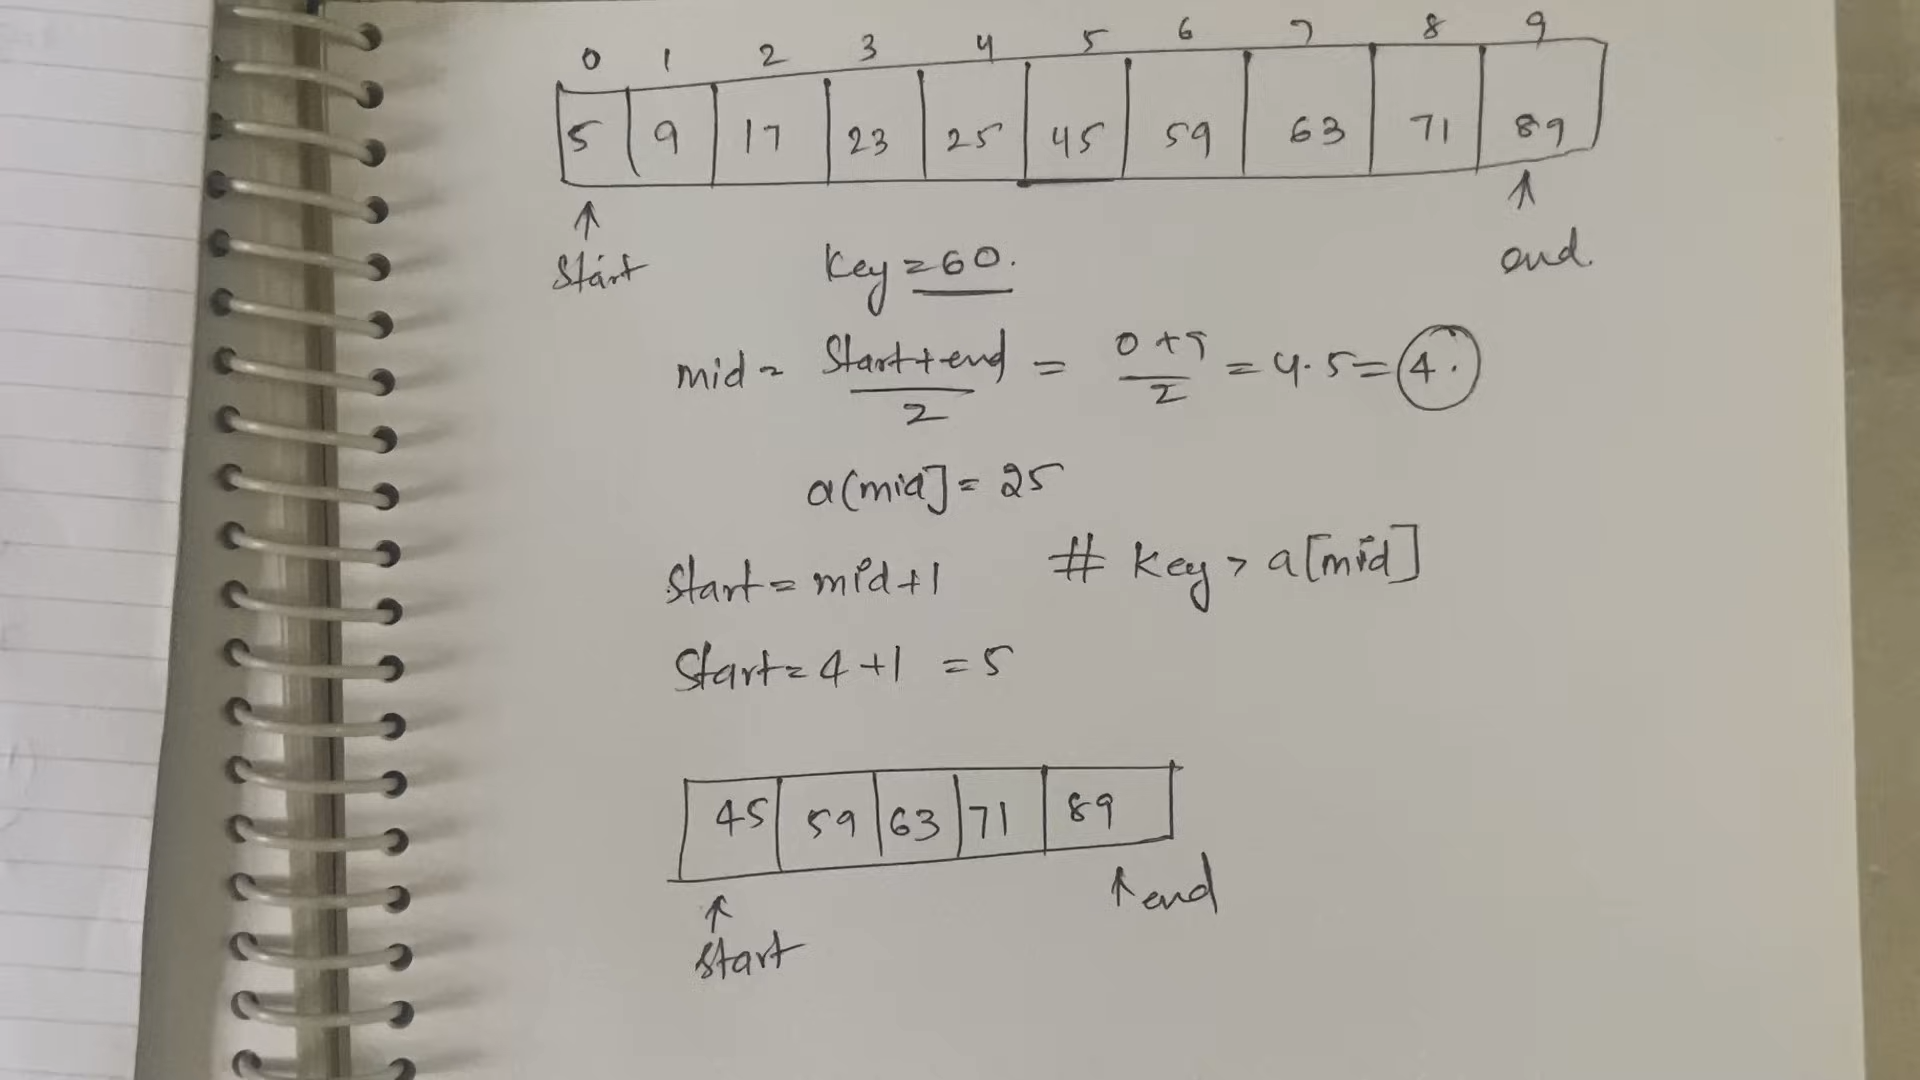 0 1 2 3 4 5 6 7 8 9
5 9 17 23 25 45 59 63 71 89
↑ ↑
Start end.
Key = 60.
mid = Start+end/2 = 0+9/2 = 4.5 = 4.
a[mid] = 25
Start = mid+1 # Key > a[mid]
Start = 4+1 = 5
45 59 63 71 89
↑ ↑ end
Start